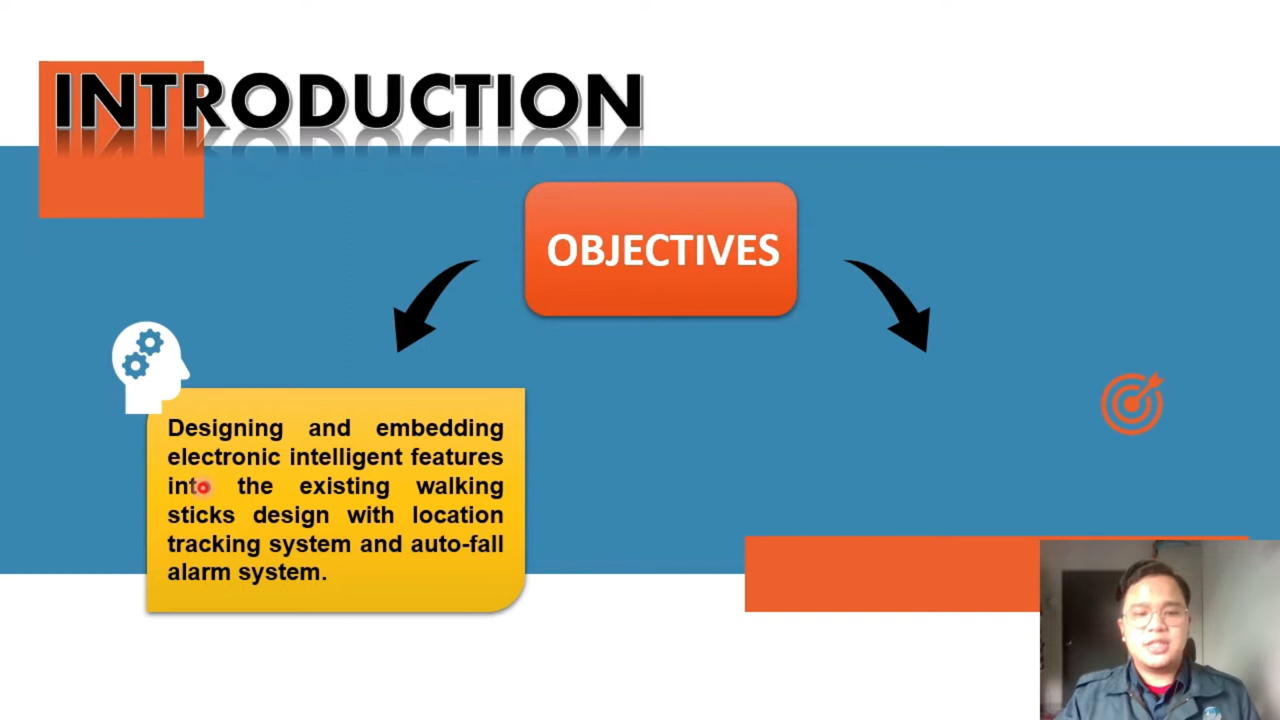 INTRODUCTION
OBJECTIVES
Designing and embedding
electronic intelligent features
into the existing walking
sticks design with location
tracking system and auto-fall
alarm system.